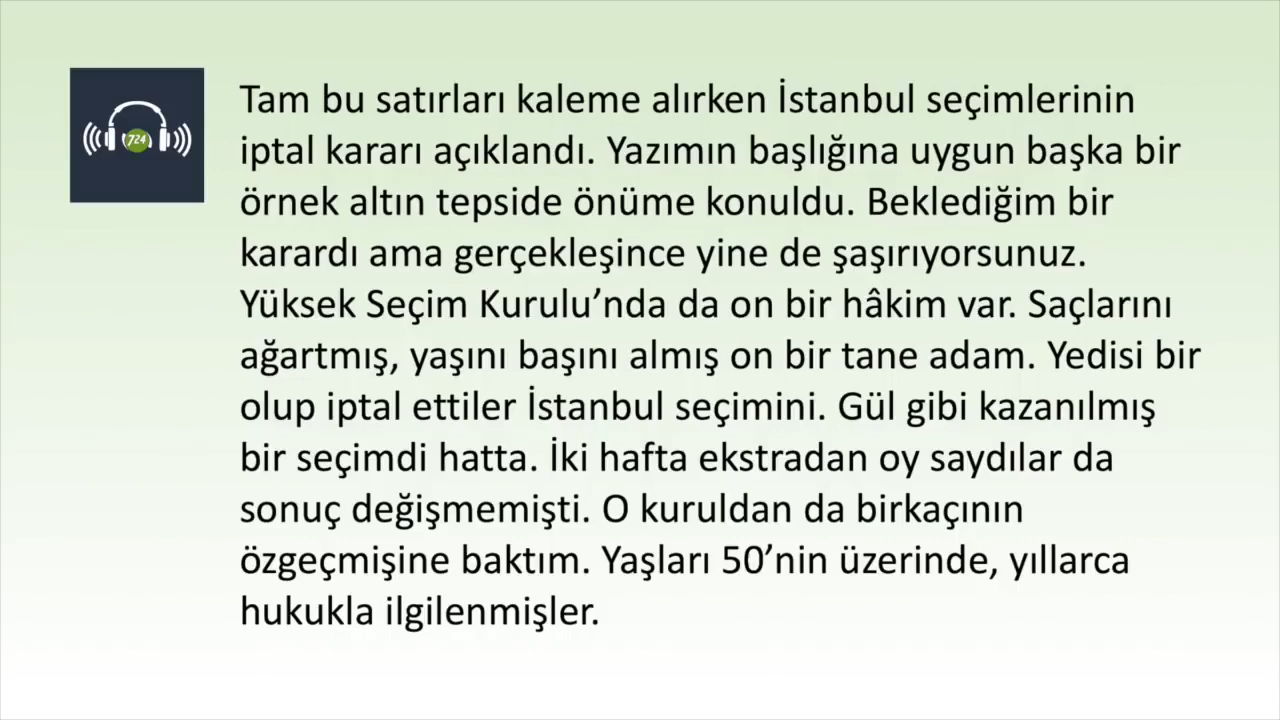 724
Tam bu satırları kaleme alırken İstanbul seçimlerinin
iptal kararı açıklandı. Yazımın başlığına uygun başka bir
örnek altın tepside önüme konuldu. Beklediğim bir
karardı ama gerçekleşince yine de şaşırıyorsunuz.
Yüksek Seçim Kurulu’nda da on bir hâkim var. Saçlarını
ağartmış, yaşını başını almış on bir tane adam. Yedisi bir
olup iptal ettiler İstanbul seçimini. Gül gibi kazanılmış
bir seçimdi hatta. İki hafta ekstradan oy saydılar da
sonuç değişmemişti. O kuruldan da birkaçının
özgeçmişine baktım. Yaşları 50’nin üzerinde, yıllarca
hukukla ilgilenmişler.